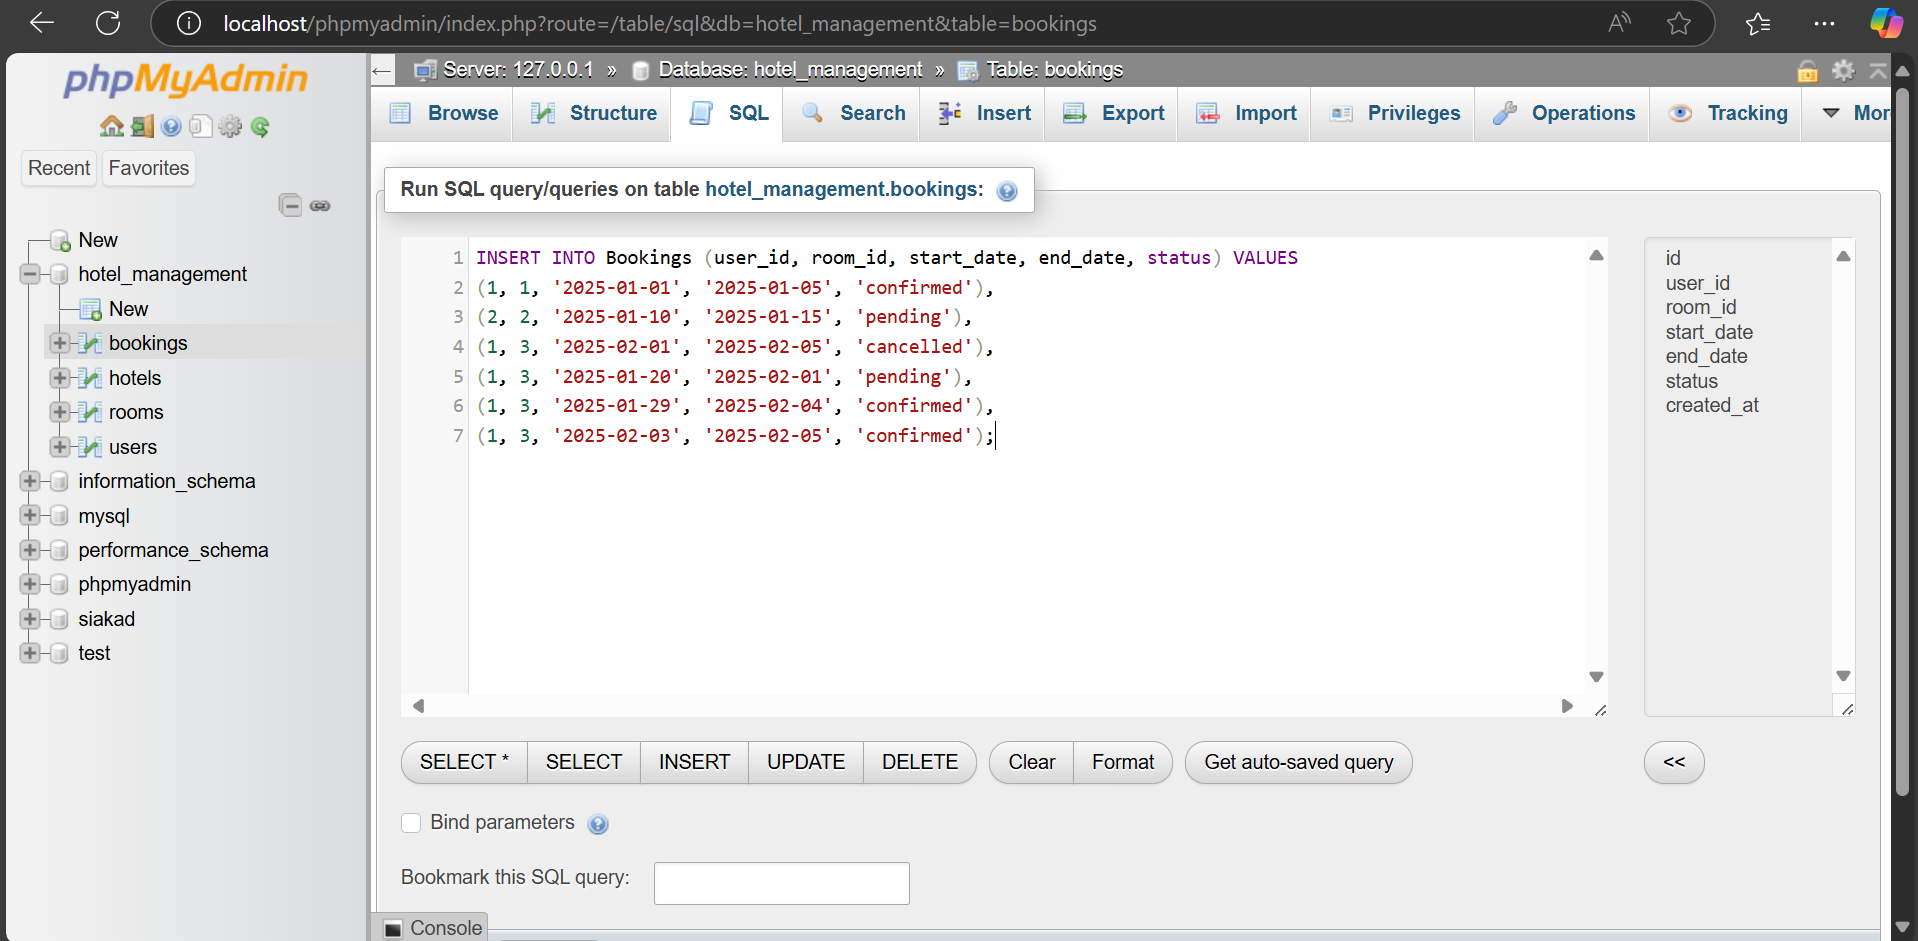 localhost/phpmyadmin/index.php?route=/table/sql&db=hotel_management&table=bookings
phpMyAdmin
Recent Favorites
New
hotel_management
New
bookings
hotels
rooms
users
information_schema
mysql
performance_schema
phpmyadmin
siakad
test
Server: 127.0.0.1 » Database: hotel_management » Table: bookings
Browse Structure SQL Search Insert Export Import Privileges Operations Tracking Mor
Run SQL query/queries on table hotel_management.bookings:
1 INSERT INTO Bookings (user_id, room_id, start_date, end_date, status) VALUES
2 (1, 1, '2025-01-01', '2025-01-05', 'confirmed'),
3 (2, 2, '2025-01-10', '2025-01-15', 'pending'),
4 (1, 3, '2025-02-01', '2025-02-05', 'cancelled'),
5 (1, 3, '2025-01-20', '2025-02-01', 'pending'),
6 (1, 3, '2025-01-29', '2025-02-04', 'confirmed'),
7 (1, 3, '2025-02-03', '2025-02-05', 'confirmed');
id
user_id
room_id
start_date
end_date
status
created_at
SELECT * SELECT INSERT UPDATE DELETE Clear Format Get auto-saved query <<
Bind parameters
Bookmark this SQL query:
Console